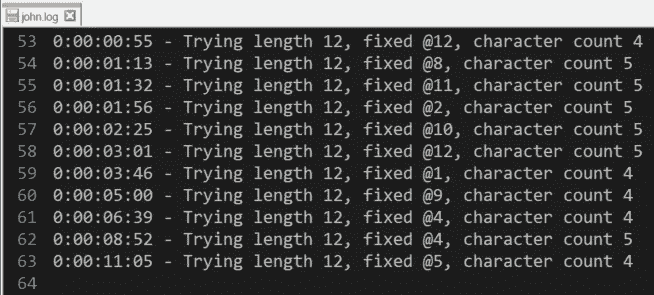 john.log
53 0:00:00:55 - Trying length 12, fixed @12, character count 4
54 0:00:01:13 - Trying length 12, fixed @8, character count 5
55 0:00:01:32 - Trying length 12, fixed @11, character count 5
56 0:00:01:56 - Trying length 12, fixed @2, character count 5
57 0:00:02:25 - Trying length 12, fixed @10, character count 5
58 0:00:03:01 - Trying length 12, fixed @12, character count 5
59 0:00:03:46 - Trying length 12, fixed @1, character count 4
60 0:00:05:00 - Trying length 12, fixed @9, character count 4
61 0:00:06:39 - Trying length 12, fixed @4, character count 4
62 0:00:08:52 - Trying length 12, fixed @4, character count 5
63 0:00:11:05 - Trying length 12, fixed @5, character count 4
64